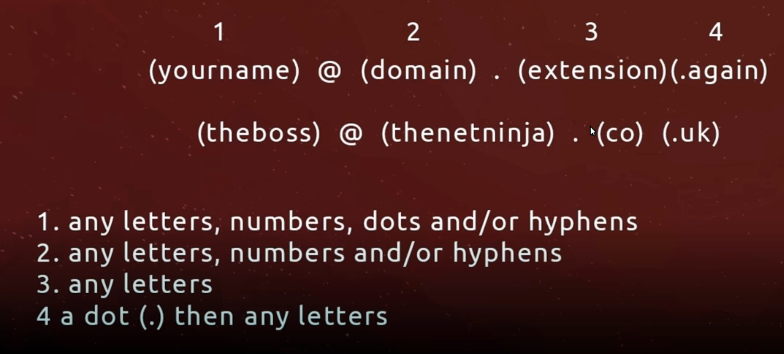 1 2 3 4
(yourname) @ (domain) . (extension)(.again)
(theboss) @ (thenetninja) . (co) (.uk)
1. any letters, numbers, dots and/or hyphens
2. any letters, numbers and/or hyphens
3. any letters
4 a dot (.) then any letters